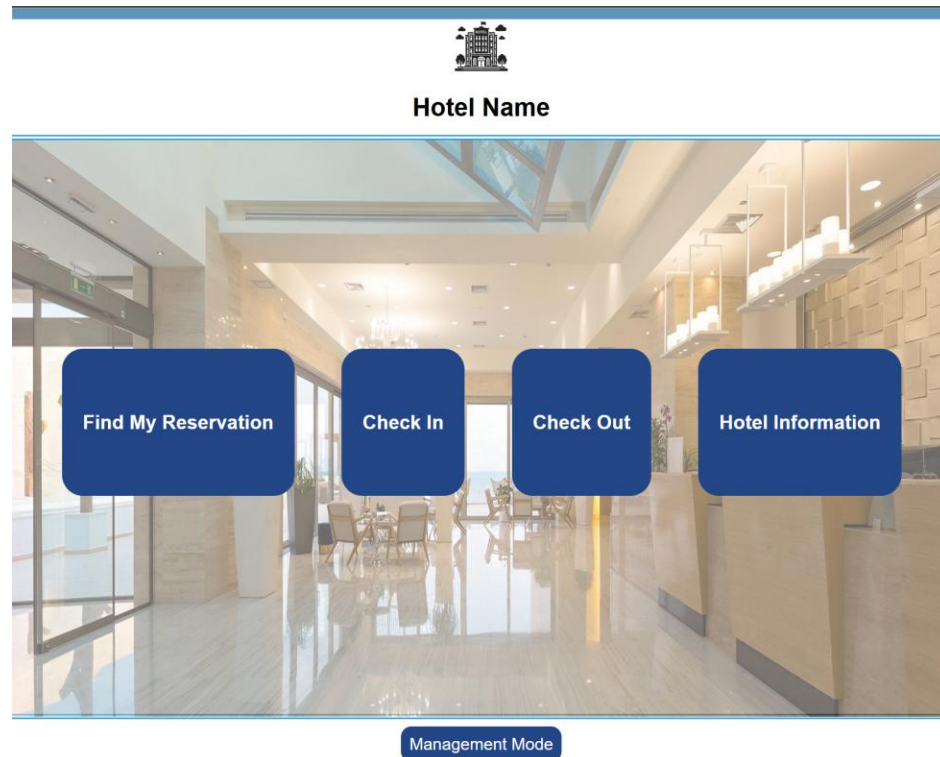 Hotel Name
Find My Reservation
Check In
Check Out
Hotel Information
Management Mode